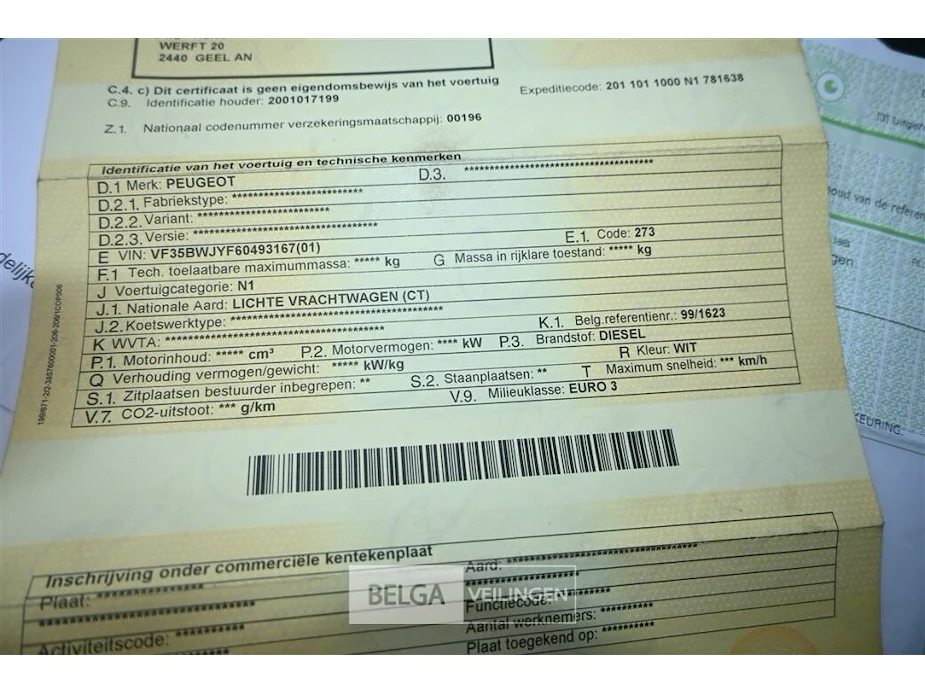 WERFT 20
2440 GEEL AN
C.4. c) Dit certificaat is geen eigendomsbewijs van het voertuig
C.9. Identificatie houder: 2001017199
Expeditiecode: 201 101 1000 N1 781638
Z.1. Nationaal codenummer verzekeringsmaatschappij: 00196
Identificatie van het voertuig en technische kenmerken
D.1 Merk: PEUGEOT
D.3. **********************************
D.2.1. Fabriekstype: ***********************
D.2.2. Variant: ***********************
D.2.3. Versie: ********************************
E VIN: VF35BWJYF60493167(01)
E.1. Code: 273
F.1 Tech. toelaatbare maximummassa: ***** kg G Massa in rijklare toestand: ***** kg
J Voertuigcategorie: N1
J.1. Nationale Aard: LICHTE VRACHTWAGEN (CT)
J.2. Koetswerktype: **************************************
K WVTA: **************************************
K.1. Belg.referentienr.: 99/1623
P.1. Motorinhoud: ***** cm³ P.2. Motorvermogen: **** kW P.3. Brandstof: DIESEL
Q Verhouding vermogen/gewicht: ***** kW/kg
R Kleur: WIT
S.1. Zitplaatsen bestuurder inbegrepen: ** S.2. Staanplaatsen: ** T Maximum snelheid: *** km/h
V.7. CO2-uitstoot: *** g/km
V.9. Milieuklasse: EURO 3
Inschrijving onder commerciële kentekenplaat
Plaat: ******************
Aard: ********************************
Functiecode: **********
Aantal werknemers: **********
Activiteitscode: **********
Plaat toegekend op: **********
BELGA VEILINGEN
oud van de referen
KEURING.